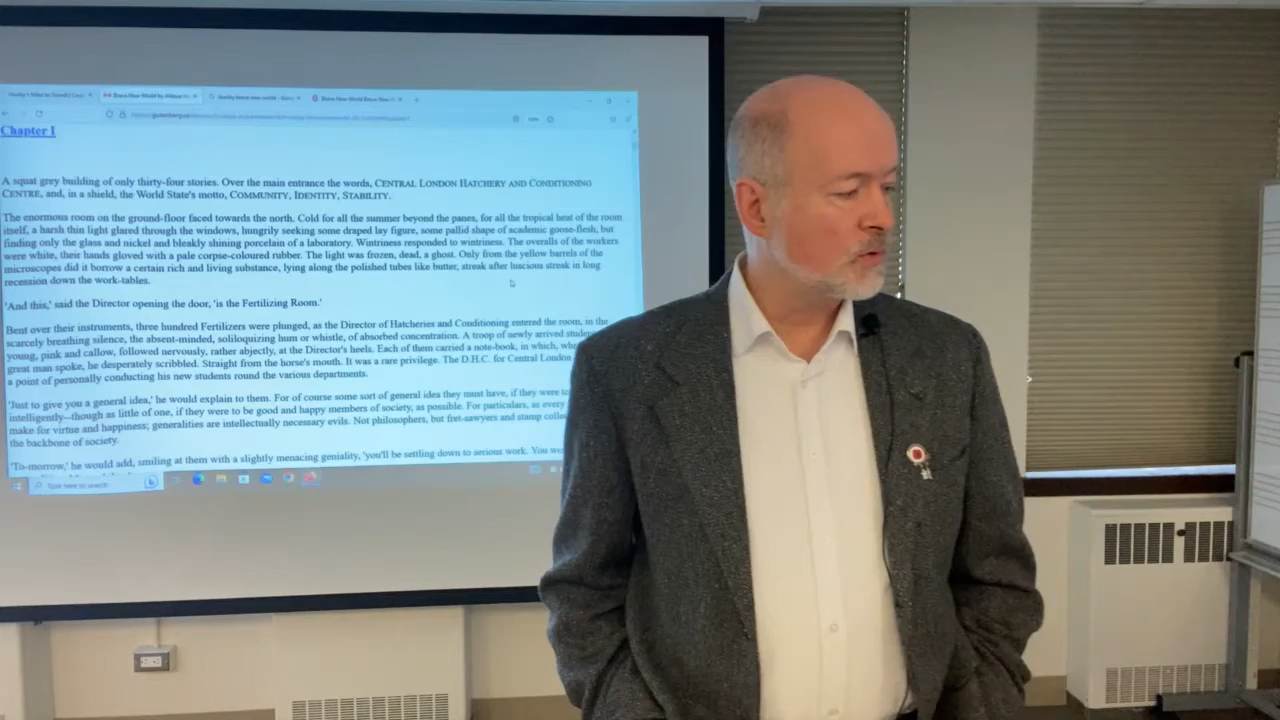 Brave New World by Aldous
Chapter I
A squat grey building of only thirty-four stories. Over the main entrance the words, CENTRAL LONDON HATCHERY AND CONDITIONING
CENTRE, and, in a shield, the World State's motto, COMMUNITY, IDENTITY, STABILITY.
The enormous room on the ground-floor faced towards the north. Cold for all the summer beyond the panes, for all the tropical heat of the room
itself, a harsh thin light glared through the windows, hungrily seeking some draped lay figure, some pallid shape of academic goose-flesh, but
finding only the glass and nickel and bleakly shining porcelain of a laboratory. Wintriness responded to wintriness. The overalls of the workers
were white, their hands gloved with a pale corpse-coloured rubber. The light was frozen, dead, a ghost. Only from the yellow barrels of the
microscopes did it borrow a certain rich and living substance, lying along the polished tubes like butter, streak after luscious streak in long
recession down the work-tables.
'And this,' said the Director opening the door, 'is the Fertilizing Room.'
Bent over their instruments, three hundred Fertilizers were plunged, as the Director of Hatcheries and Conditioning entered the room, in the
scarcely breathing silence, the absent-minded, soliloquizing hum or whistle, of absorbed concentration. A troop of newly arrived
young, pink and callow, followed nervously, rather abjectly, at the Director's heels. Each of them carried a note-book, in which,
great man spoke, he desperately scribbled. Straight from the horse's mouth. It was a rare privilege. The D.H.C. for Central London
a point of personally conducting his new students round the various departments.
'Just to give you a general idea,' he would explain to them. For of course some sort of general idea they must have, if they were to
intelligently--though as little of one, if they were to be good and happy members of society, as possible. For particulars, as every
make for virtue and happiness; generalities are intellectually necessary evils. Not philosophers, but fret-sawyers and stamp
the backbone of society.
'To-morrow,' he would add, smiling at them with a slightly menacing geniality, 'you'll be settling down to serious work. You
Type here to search